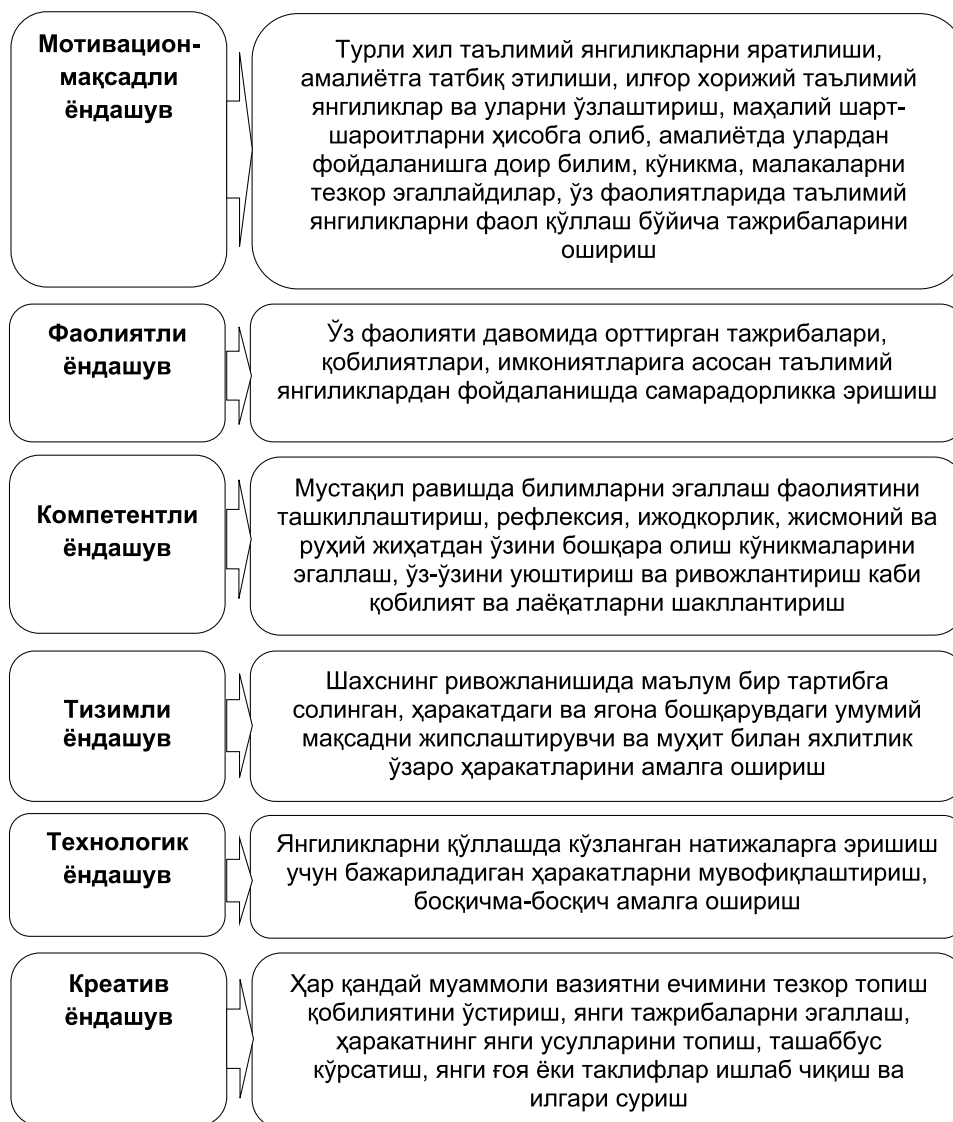 Мотивацион-
мақсадли
ёндашув
Турли хил таълимий янгиликларни яратилиши,
амалиётга татбиқ этилиши, илғор хорижий таълимий
янгиликлар ва уларни ўзлаштириш, маҳалий шарт-
шароитларни ҳисобга олиб, амалиётда улардан
фойдаланишга доир билим, кўникма, малакаларни
тезкор эгаллайдилар, ўз фаолиятларида таълимий
янгиликларни фаол қўллаш бўйича тажрибаларини
ошириш
Фаолиятли
ёндашув
Ўз фаолияти давомида орттирган тажрибалари,
қобилиятлари, имкониятларига асосан таълимий
янгиликлардан фойдаланишда самарадорликка эришиш
Компетентли
ёндашув
Мустақил равишда билимларни эгаллаш фаолиятини
ташкиллаштириш, рефлексия, ижодкорлик, жисмоний ва
руҳий жиҳатдан ўзини бошқара олиш кўникмаларини
эгаллаш, ўз-ўзини уюштириш ва ривожлантириш каби
қобилият ва лаёқатларни шакллантириш
Тизимли
ёндашув
Шахснинг ривожланишида маълум бир тартибга
солинган, ҳаракатдаги ва ягона бошқарувдаги умумий
мақсадни жипслаштирувчи ва муҳит билан яхлитлик
ўзаро ҳаракатларини амалга ошириш
Технологик
ёндашув
Янгиликларни қўллашда кўзланган натижаларга эришиш
учун бажариладиган ҳаракатларни мувофиқлаштириш,
босқичма-босқич амалга ошириш
Креатив
ёндашув
Ҳар қандай муаммоли вазиятни ечимини тезкор топиш
қобилиятини ўстириш, янги тажрибаларни эгаллаш,
ҳаракатнинг янги усулларини топиш, ташаббус
кўрсатиш, янги ғоя ёки таклифлар ишлаб чиқиш ва
илгари суриш